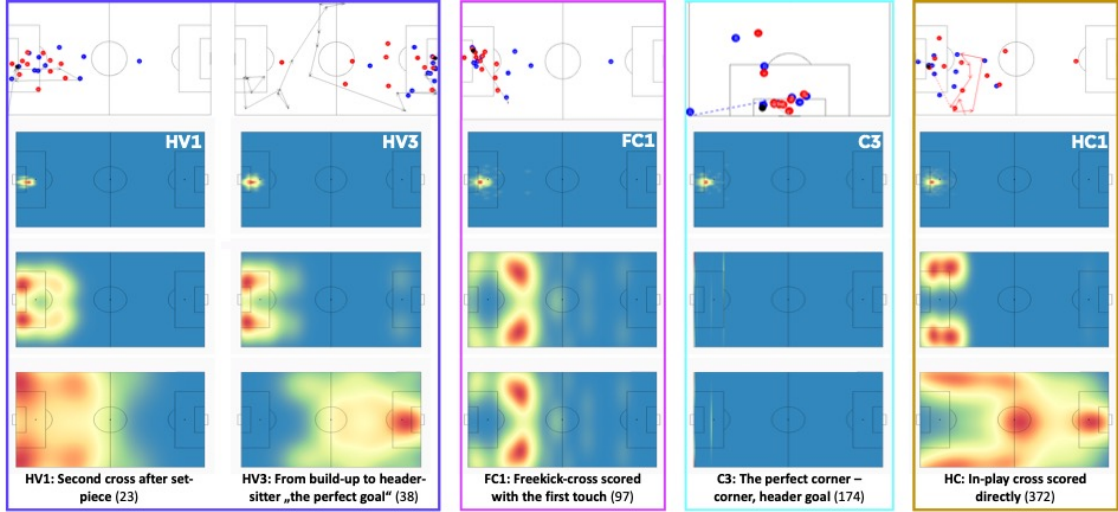 HV1
HV3
FC1
C3
HC1
HV1: Second cross after set-
piece (23)
HV3: From build-up to header-
sitter „the perfect goal“ (38)
FC1: Freekick-cross scored
with the first touch (97)
C3: The perfect corner –
corner, header goal (174)
HC: In-play cross scored
directly (372)